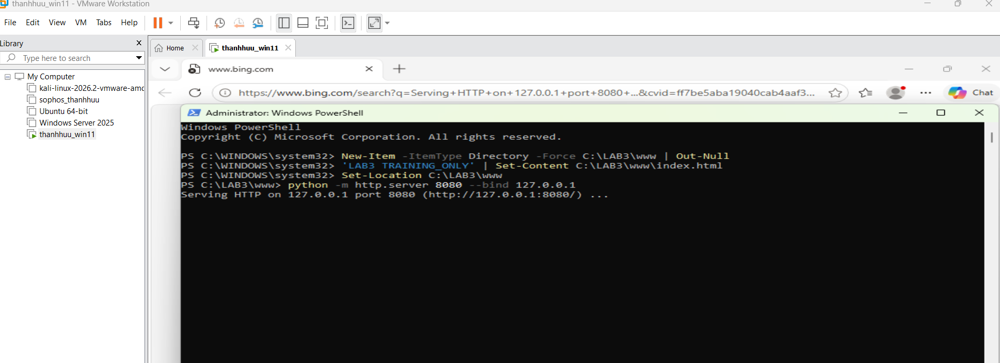 thanhhuu_win11 - VMware Workstation
File Edit View VM Tabs Help
Library
Type here to search
My Computer
kali-linux-2026.2-vmware-amd
sophos_thanhhuu
Ubuntu 64-bit
Windows Server 2025
thanhhuu_win11
Home
thanhhuu_win11
www.bing.com
https://www.bing.com/search?q=Serving+HTTP+on+127.0.0.1+port+8080+...&cvid=ff7be5aba19040cab4aaf3...
Chat
Administrator: Windows PowerShell
Windows PowerShell
Copyright (C) Microsoft Corporation. All rights reserved.
PS C:\WINDOWS\system32> New-Item -ItemType Directory -Force C:\LAB3\www | Out-Null
PS C:\WINDOWS\system32> 'LAB3 TRAINING_ONLY' | Set-Content C:\LAB3\www\index.html
PS C:\WINDOWS\system32> Set-Location C:\LAB3\www
PS C:\LAB3\www> python -m http.server 8080 --bind 127.0.0.1
Serving HTTP on 127.0.0.1 port 8080 (http://127.0.0.1:8080/) ...